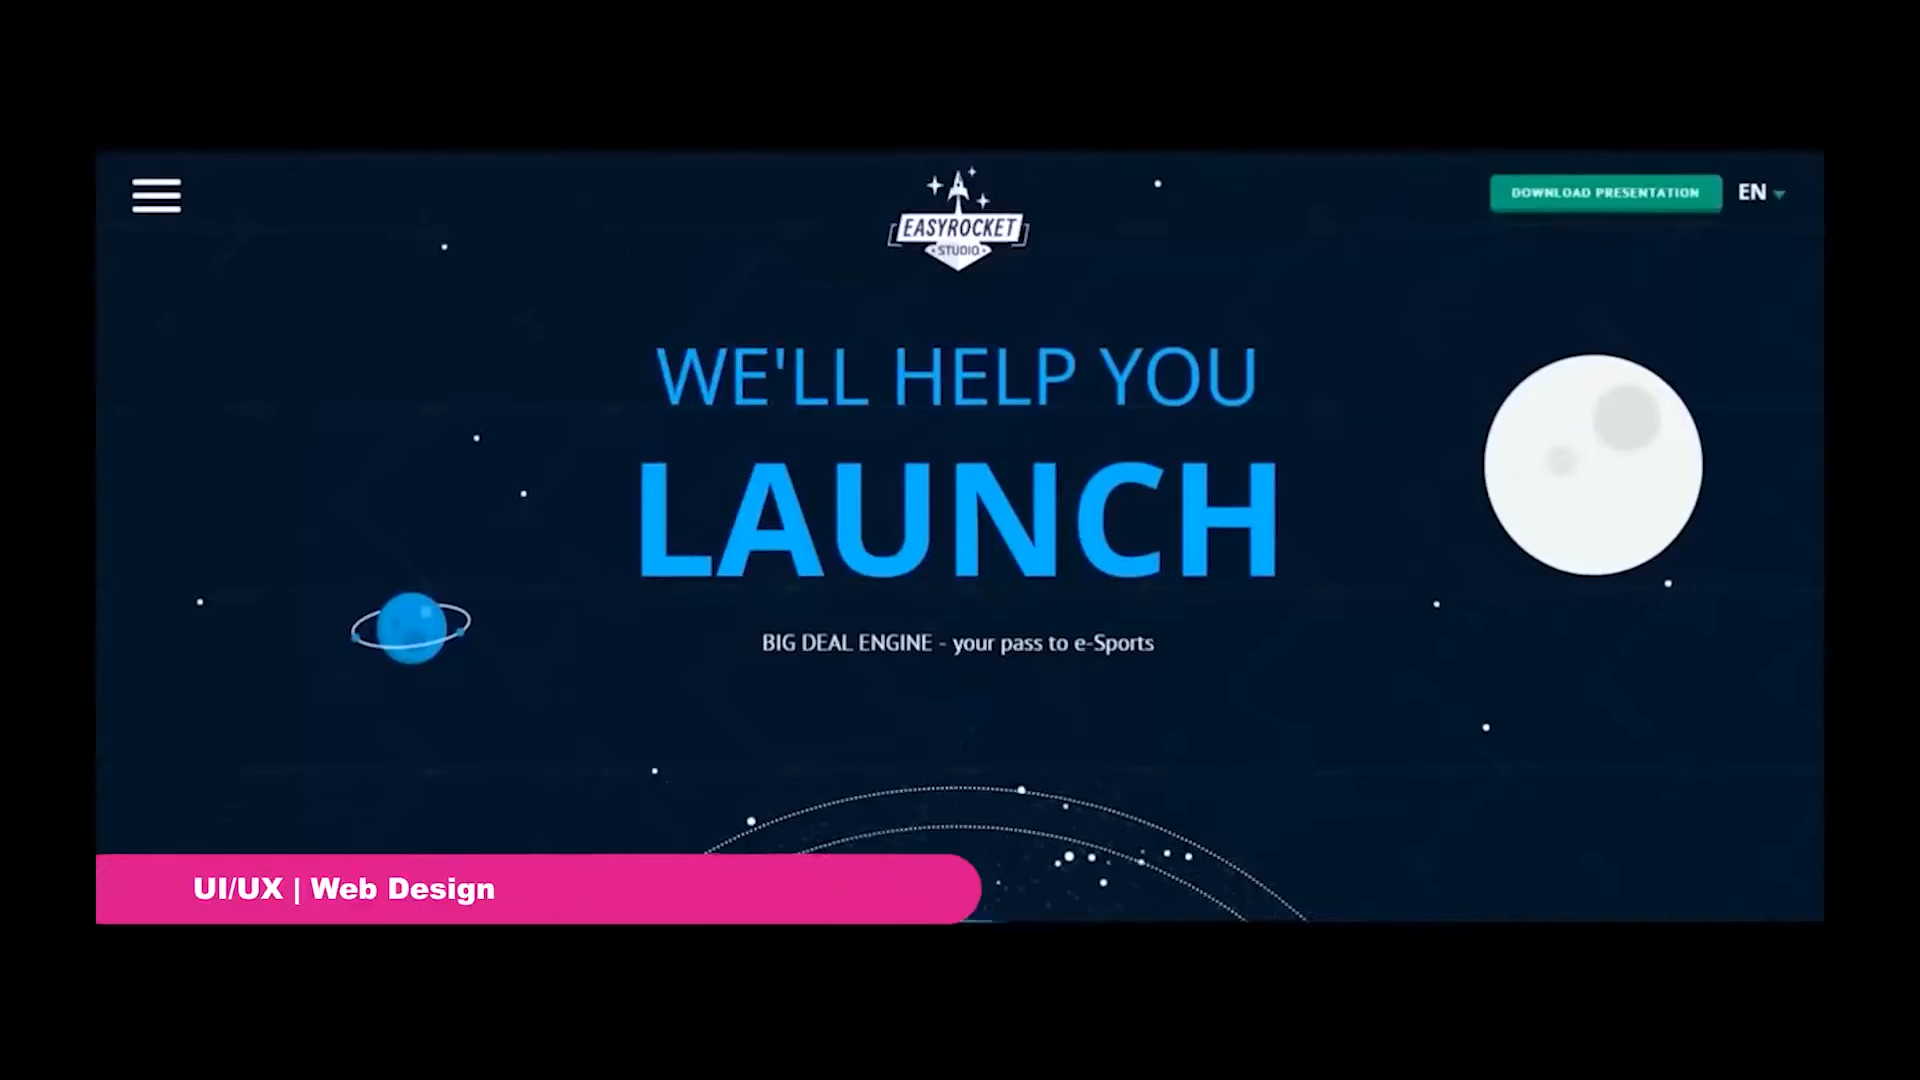 EASYROCKET
STUDIO
DOWNLOAD PRESENTATION
EN
WE'LL HELP YOU
LAUNCH
BIG DEAL ENGINE - your pass to e-Sports
UI/UX | Web Design